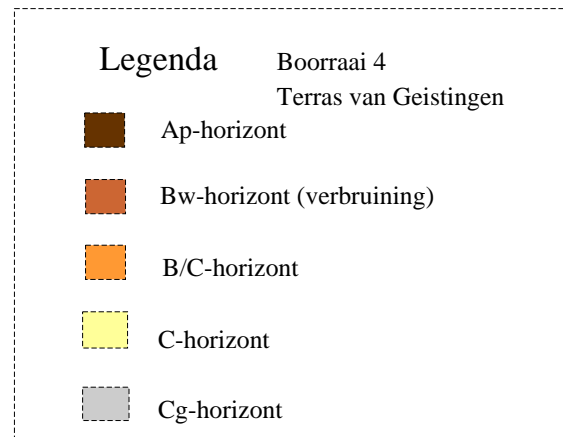 Legenda Boorraai 4
Terras van Geistingen
Ap-horizont
Bw-horizont (verbruining)
B/C-horizont
C-horizont
Cg-horizont